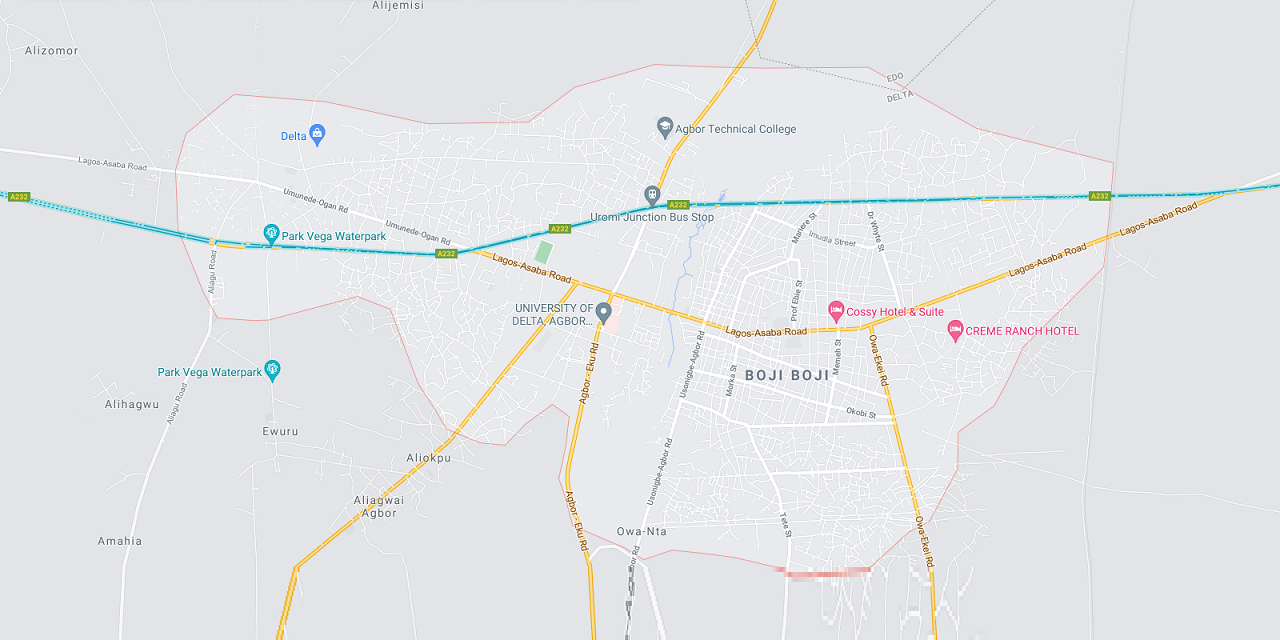 Alijemisi
Alizomor
EDO
DELTA
Delta
Agbor Technical College
Lagos-Asaba Road
Umunede-Ogan Rd
A232
A232
A232
Uromi Junction Bus Stop
Mariere St
Dr Whyte St
Umunede-Ogan Rd
A232
Park Vega Waterpark
Imudia Street
Lagos-Asaba Road
A232
Lagos-Asaba Road
Lagos-Asaba Road
Aliagu Road
Prof Ebie St
UNIVERSITY OF
DELTA, AGBOR...
Cossy Hotel & Suite
CREME RANCH HOTEL
Lagos-Asaba Road
Usonigbe-Agbor Rd
Memeh St
Owa-Ekei Rd
Agbor - Eku Rd
Park Vega Waterpark
BOJI BOJI
Morka St
Alihagwu
Aliagu Road
Okobi St
Ewuru
Aliokpu
Usonigbe-Agbor Rd
Aliagwai
Agbor
Agbor - Eku Rd
Tete St
Owa-Nta
Owa-Ekei Rd
Amahia